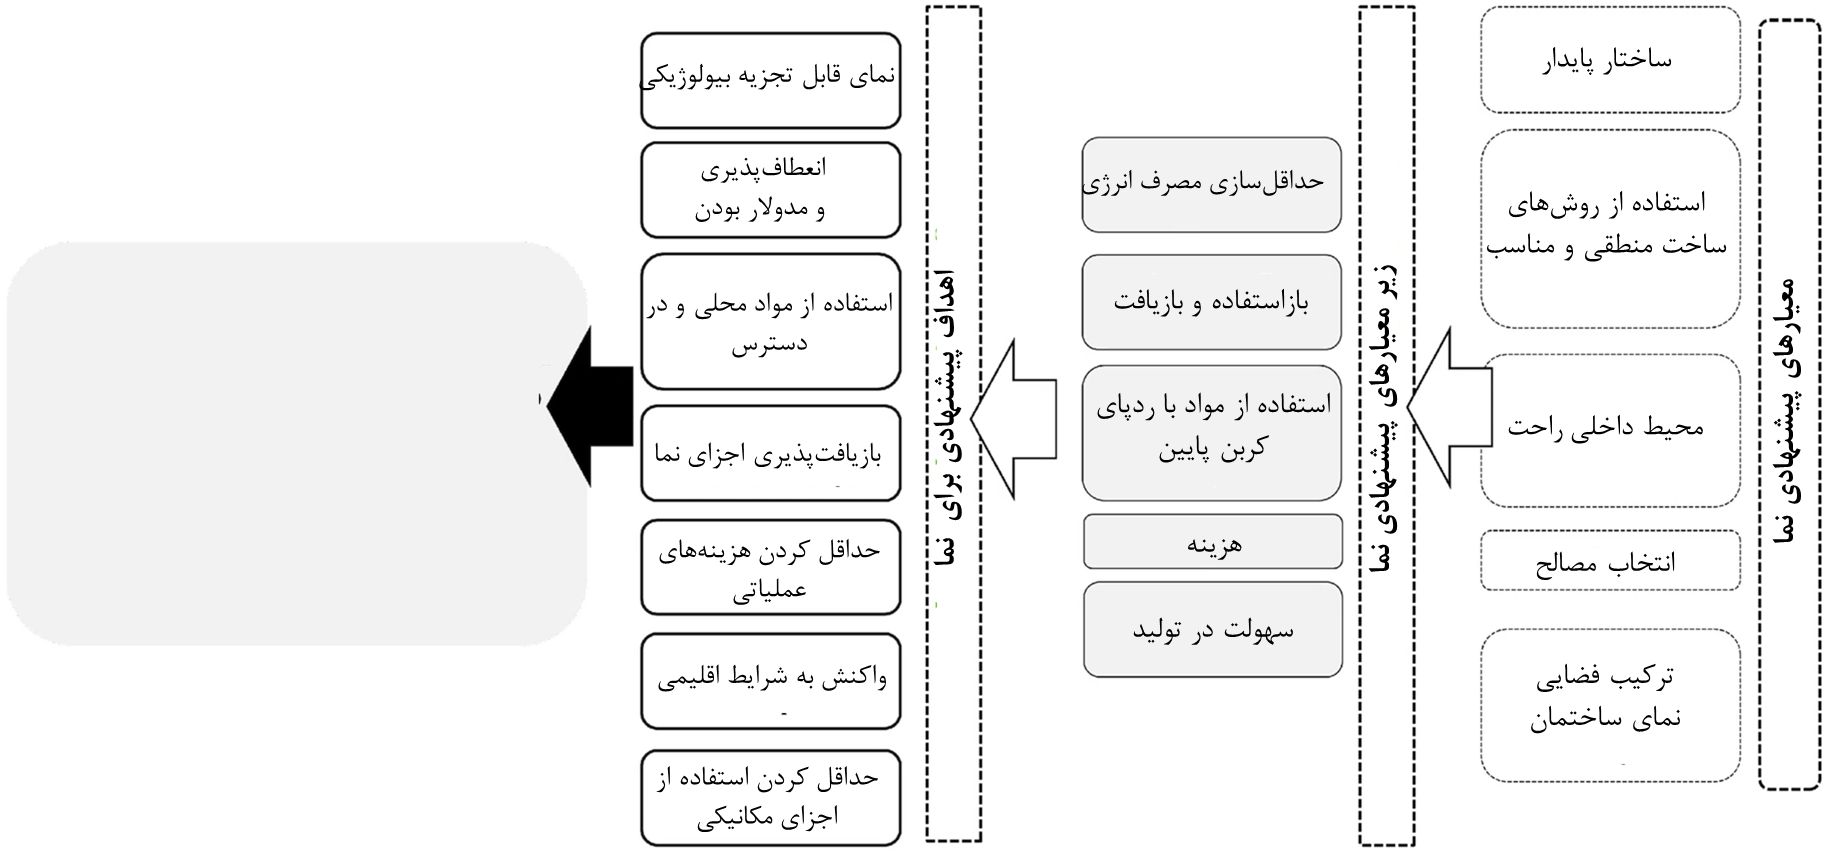 معیارهای پیشنهادی نما
ساختار پایدار
استفاده از روش‌های
ساخت منطقی و مناسب
محیط داخلی راحت
انتخاب مصالح
ترکیب فضایی
نمای ساختمان
زیر معیارهای پیشنهادی نما
حداقل‌سازی مصرف انرژی
بازاستفاده و بازیافت
استفاده از مواد با ردپای
کربن پایین
هزینه
سهولت در تولید
اهداف پیشنهادی برای نما
نمای قابل تجزیه بیولوژیکی
انعطاف‌پذیری
و مدولار بودن
استفاده از مواد محلی و در
دسترس
بازیافت‌پذیری اجزای نما
حداقل کردن هزینه‌های
عملیاتی
واکنش به شرایط اقلیمی
حداقل کردن استفاده از
اجزای مکانیکی